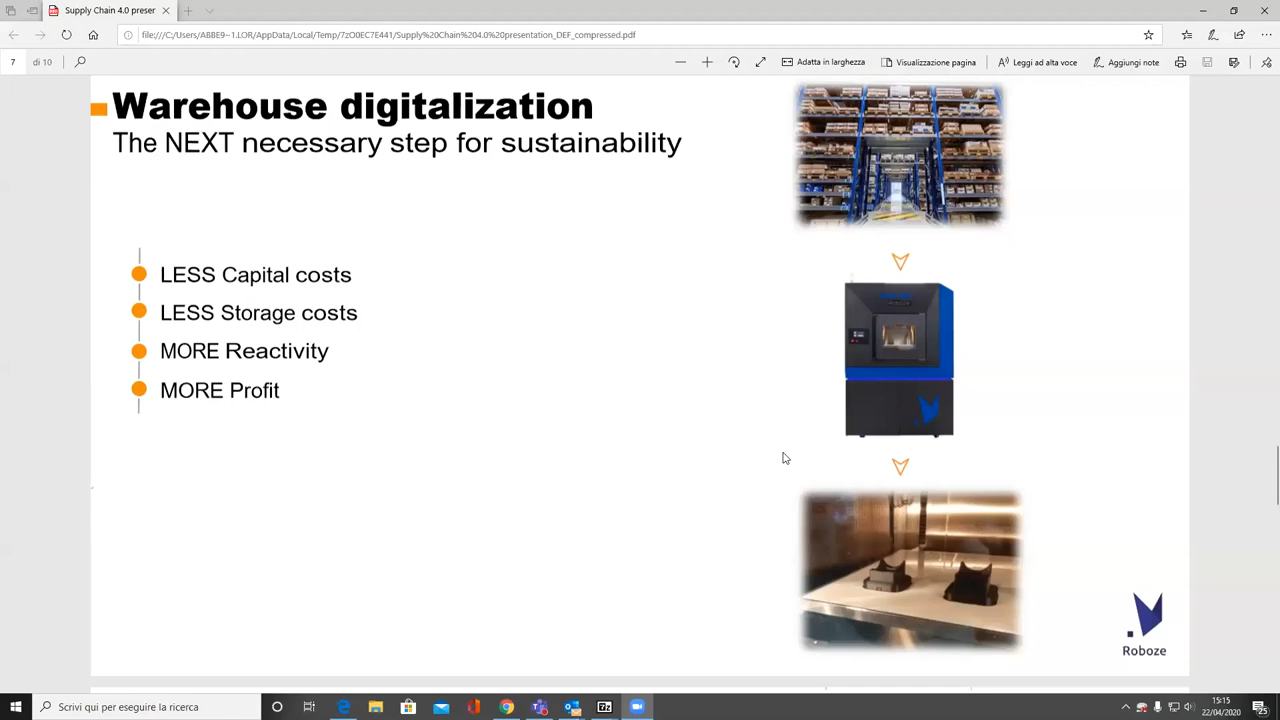 Supply Chain 4.0 preser
file:///C:/Users/ABBE9~1.LOR/AppData/Local/Temp/7zO0EC7E441/Supply%20Chain%204.0%20presentation_DEF_compressed.pdf
7 di 10
Adatta in larghezza
Visualizzazione pagina
Leggi ad alta voce
Aggiungi note
Warehouse digitalization
The NEXT necessary step for sustainability
LESS Capital costs
LESS Storage costs
MORE Reactivity
MORE Profit
Roboze
Scrivi qui per eseguire la ricerca
15:15
22/04/2020